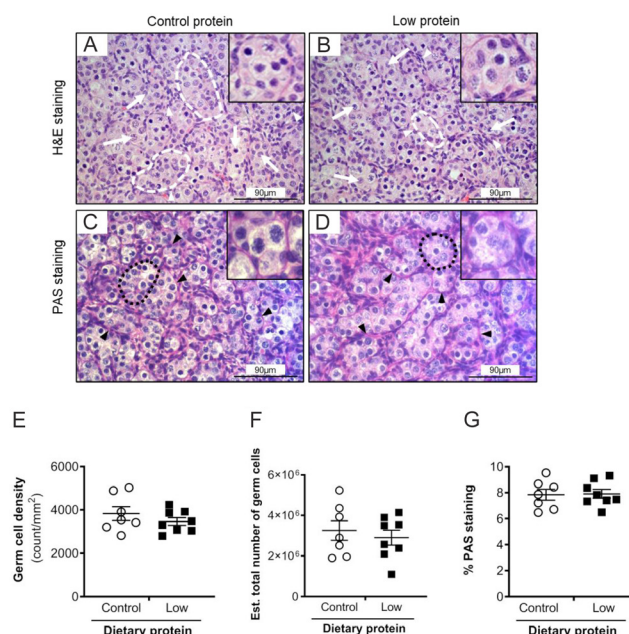 Control protein
Low protein
H&E staining
A
B
90µm
90µm
PAS staining
C
D
90µm
90µm
E
F
G
Germ cell density
(count/mm²)
6000
4000
2000
0
Control
Low
Dietary protein
Est. total number of germ cells
6×10⁶
4×10⁶
2×10⁶
0
Control
Low
Dietary protein
% PAS staining
10
8
6
4
2
0
Control
Low
Dietary protein